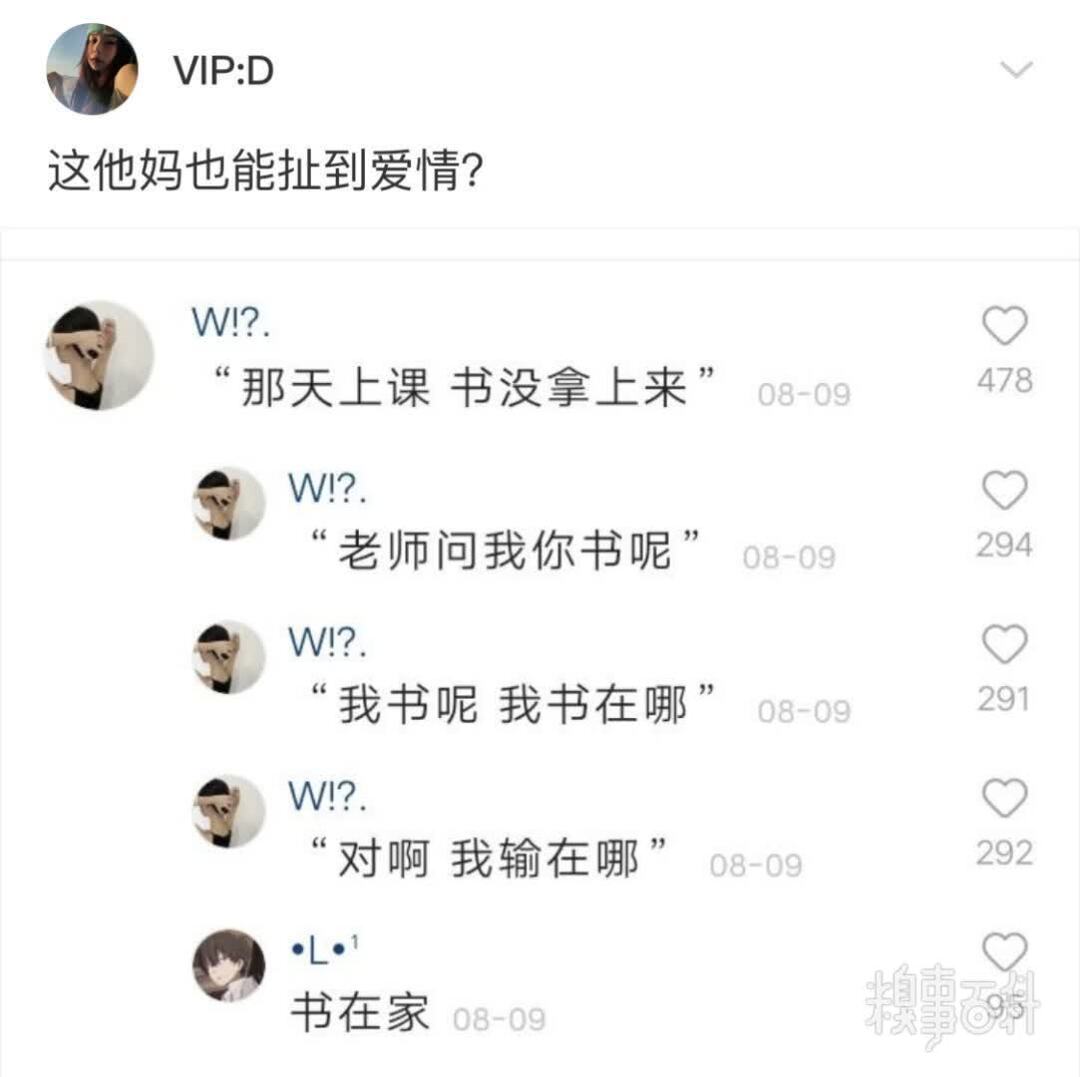 VIP:D
这他妈也能扯到爱情?
W!?.
“那天上课 书没拿上来” 08-09
478
W!?.
“老师问我你书呢” 08-09
294
W!?.
“我书呢 我书在哪” 08-09
291
W!?.
“对啊 我输在哪” 08-09
292
•L•¹
书在家 08-09
95
糗事百科